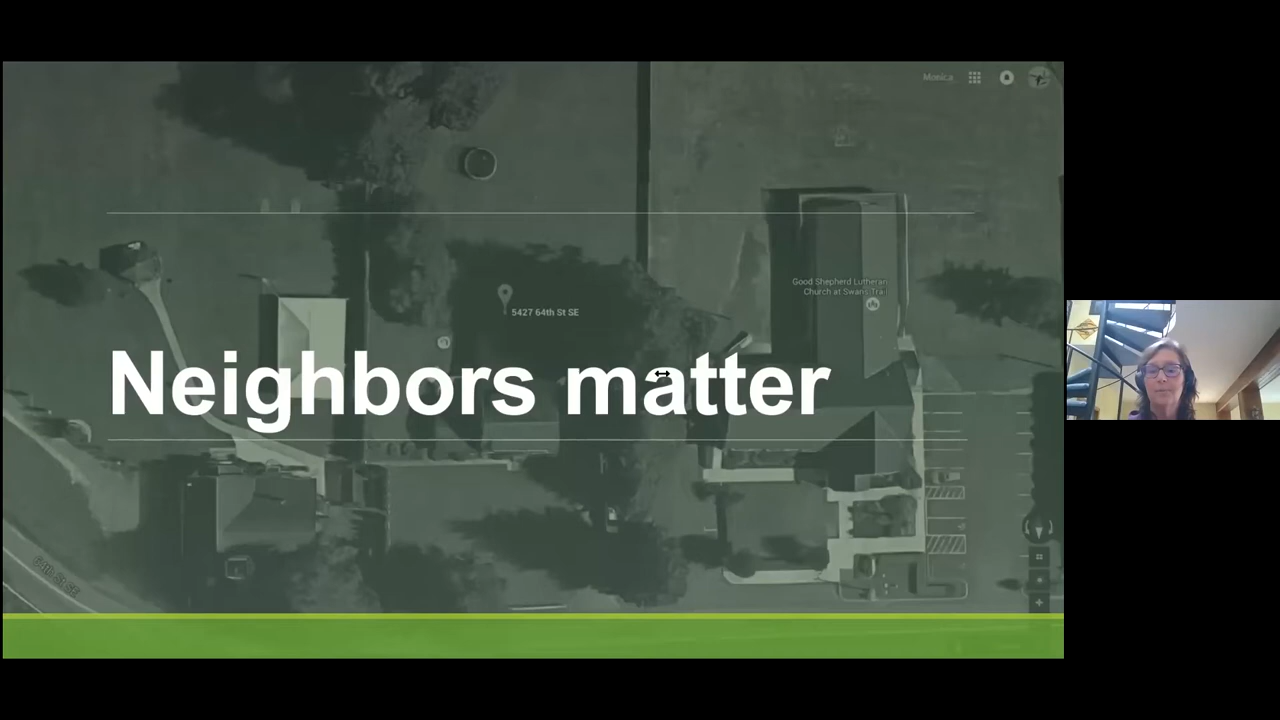 Monica
Good Shepherd Lutheran
Church at Swans Trail
5427 64th St SE
Neighbors matter
64th St SE